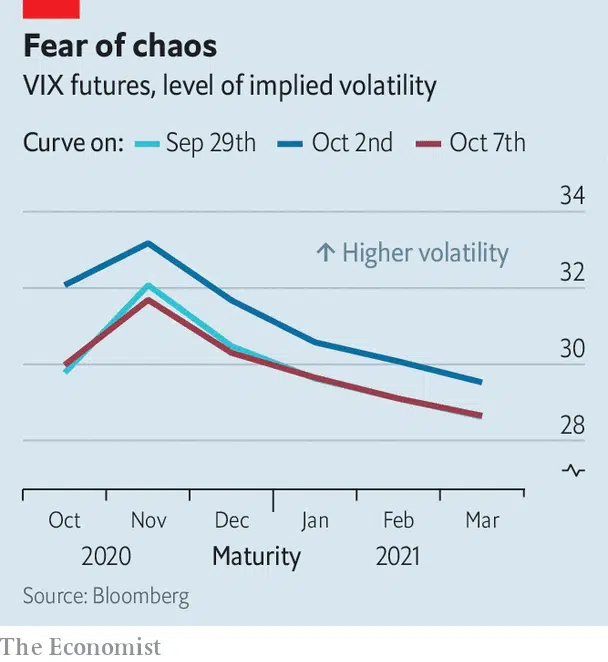 Fear of chaos
VIX futures, level of implied volatility
Curve on: Sep 29th Oct 2nd Oct 7th
34
↑ Higher volatility
32
30
28
Oct Nov Dec Jan Feb Mar
2020 Maturity 2021
Source: Bloomberg
The Economist